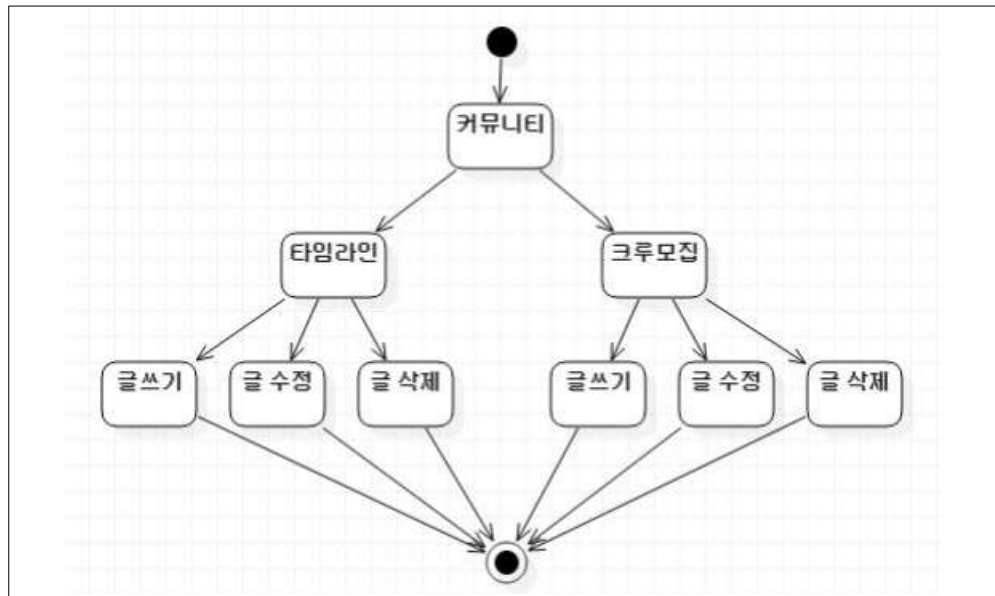 커뮤니티
타임라인
크루모집
글쓰기
글 수정
글 삭제
글쓰기
글 수정
글 삭제